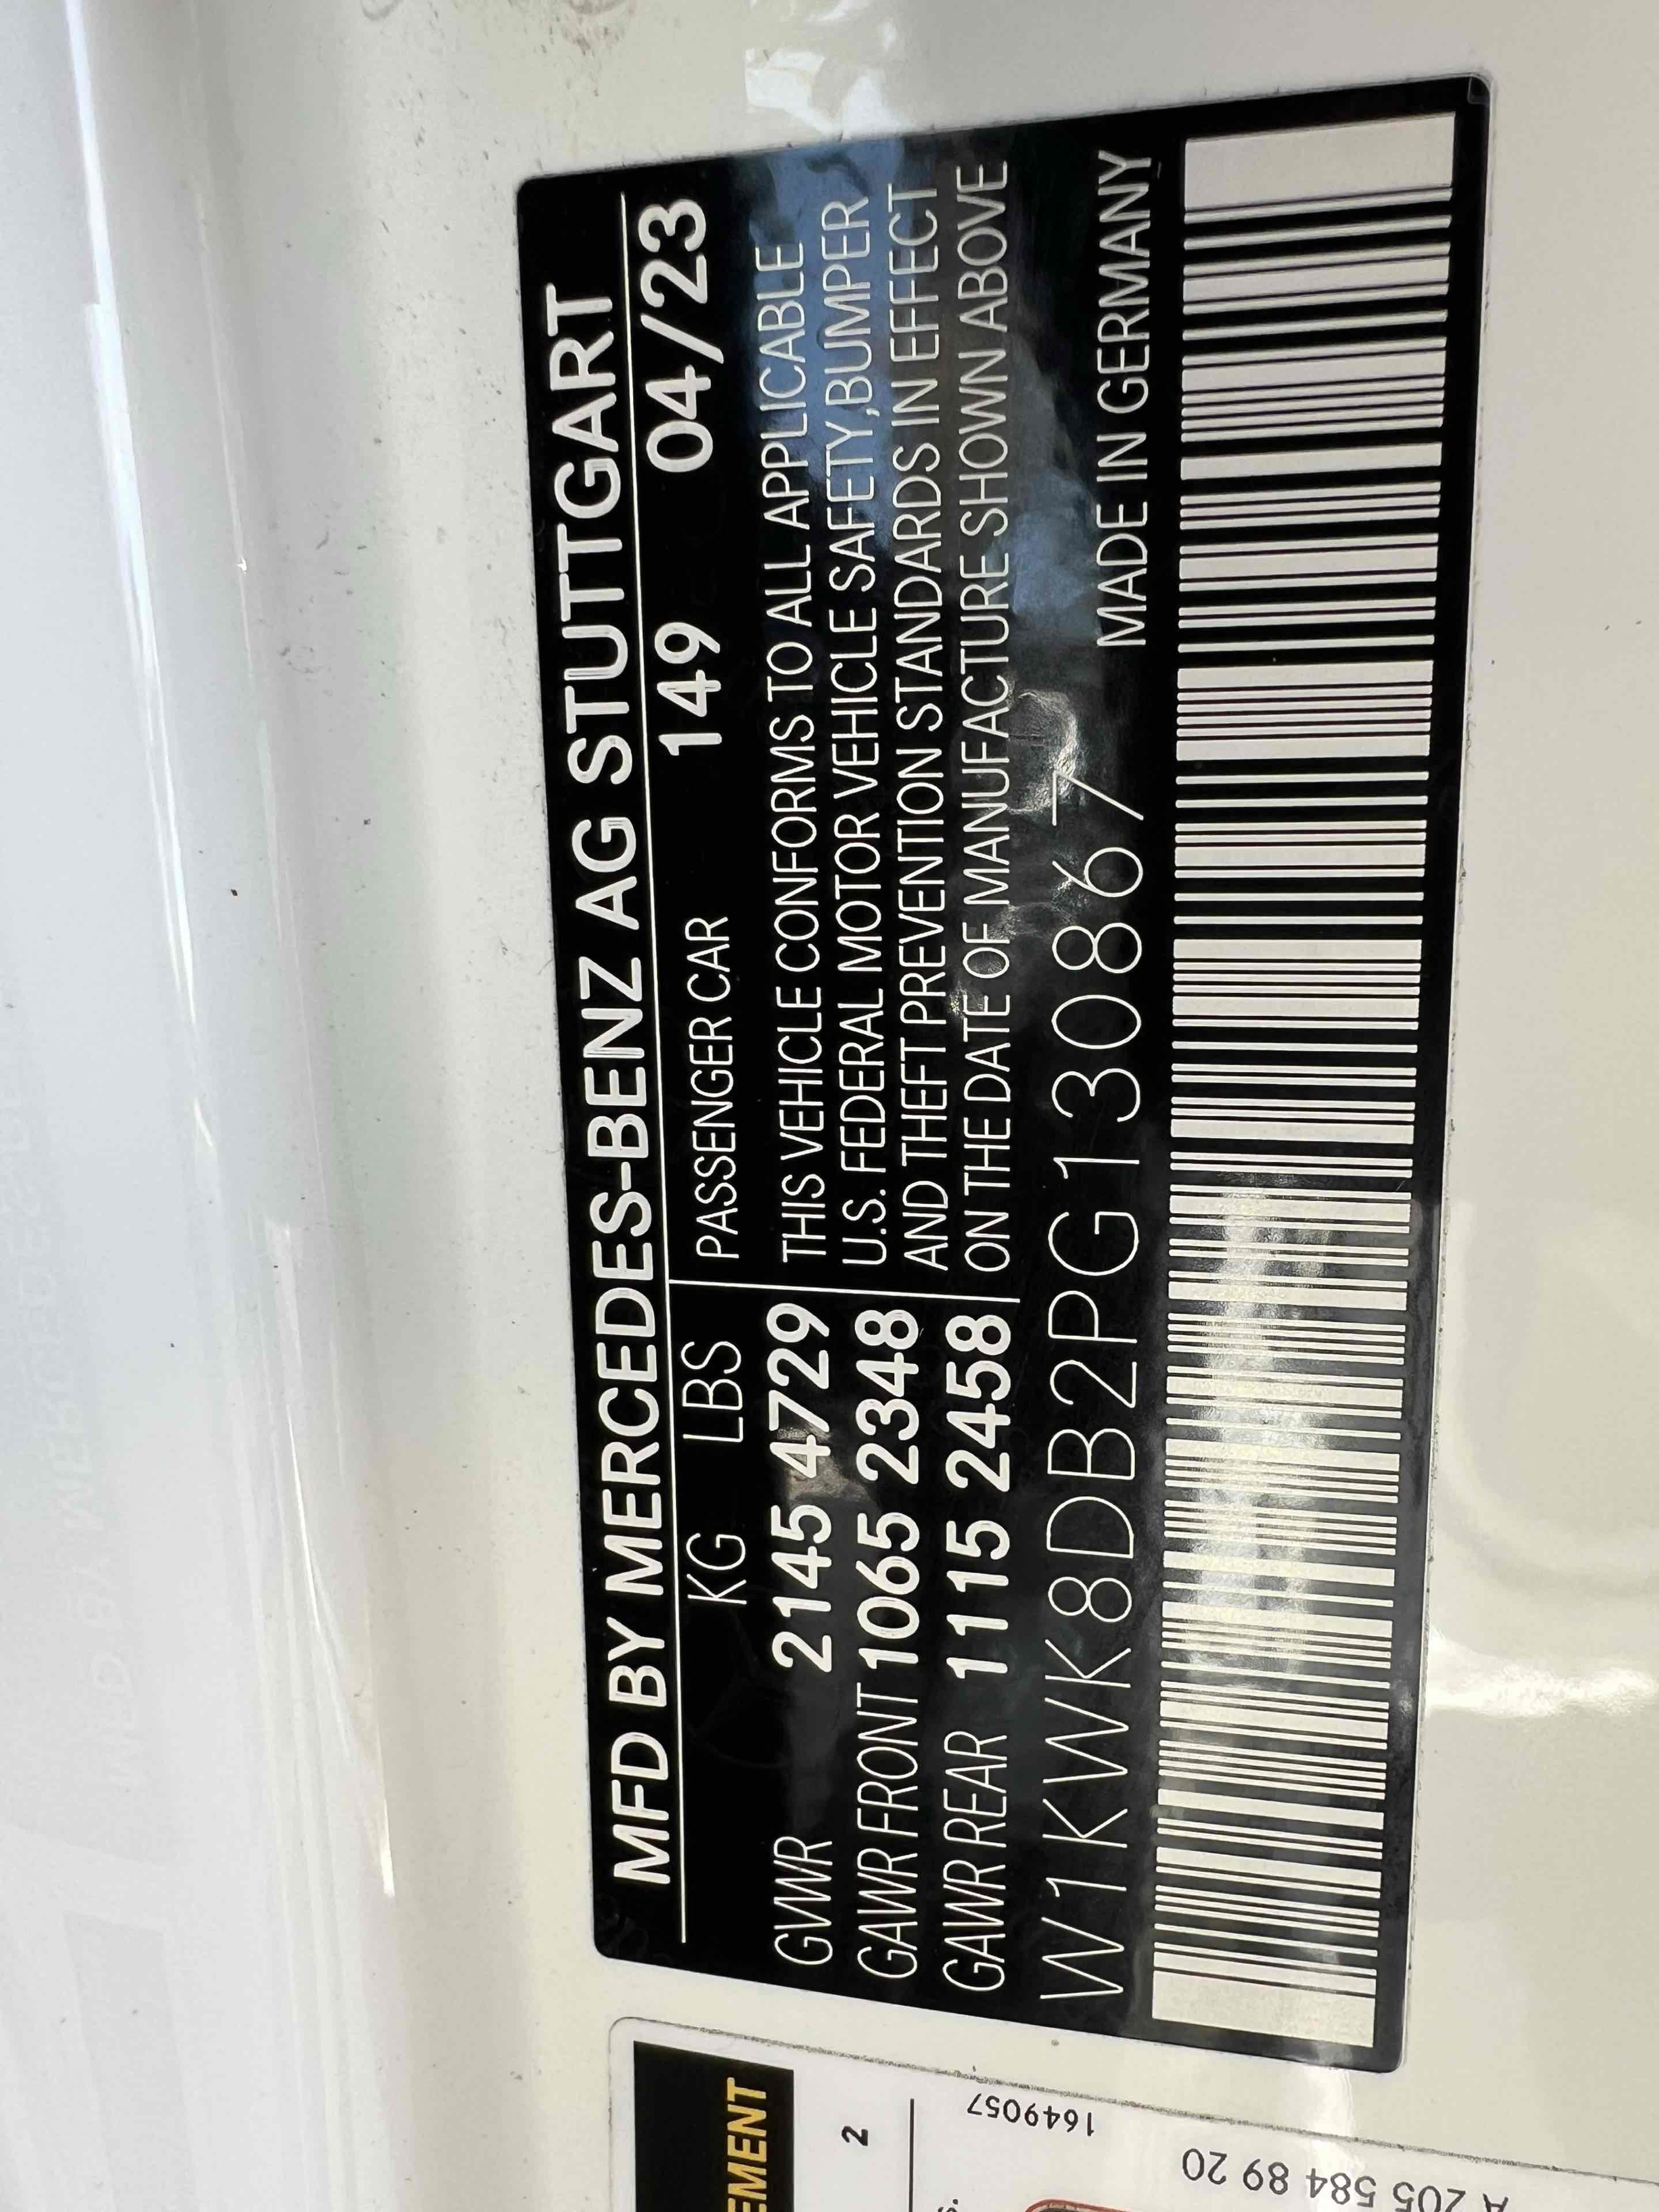 MFD BY MERCEDES-BENZ AG STUTTGART
KG LBS PASSENGER CAR 149 04/23
GVWR 2145 4729
GAWR FRONT 1065 2348
GAWR REAR 1115 2458
THIS VEHICLE CONFORMS TO ALL APPLICABLE
U.S. FEDERAL MOTOR VEHICLE SAFETY,BUMPER
AND THEFT PREVENTION STANDARDS IN EFFECT
ON THE DATE OF MANUFACTURE SHOWN ABOVE
W1KWK8DB2PG130867 MADE IN GERMANY
EMENT
2
1649057
A 205 584 89 20